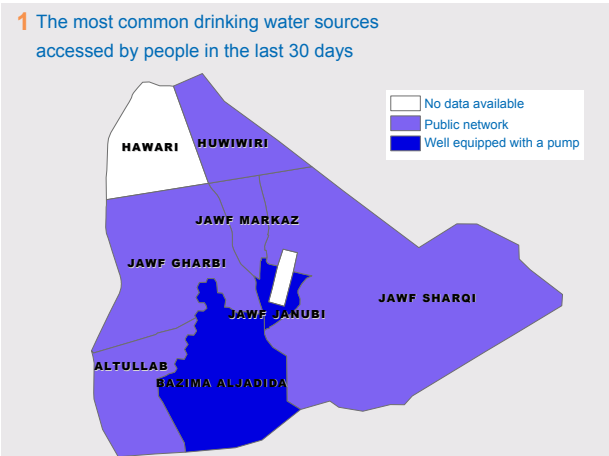 1 The most common drinking water sources
accessed by people in the last 30 days
No data available
Public network
Well equipped with a pump
HAWARI
HUWIWIRI
JAWF MARKAZ
JAWF GHARBI
JAWF SHARQI
JAWF JANUBI
ALTULLAB
BAZIMA ALJADIDA